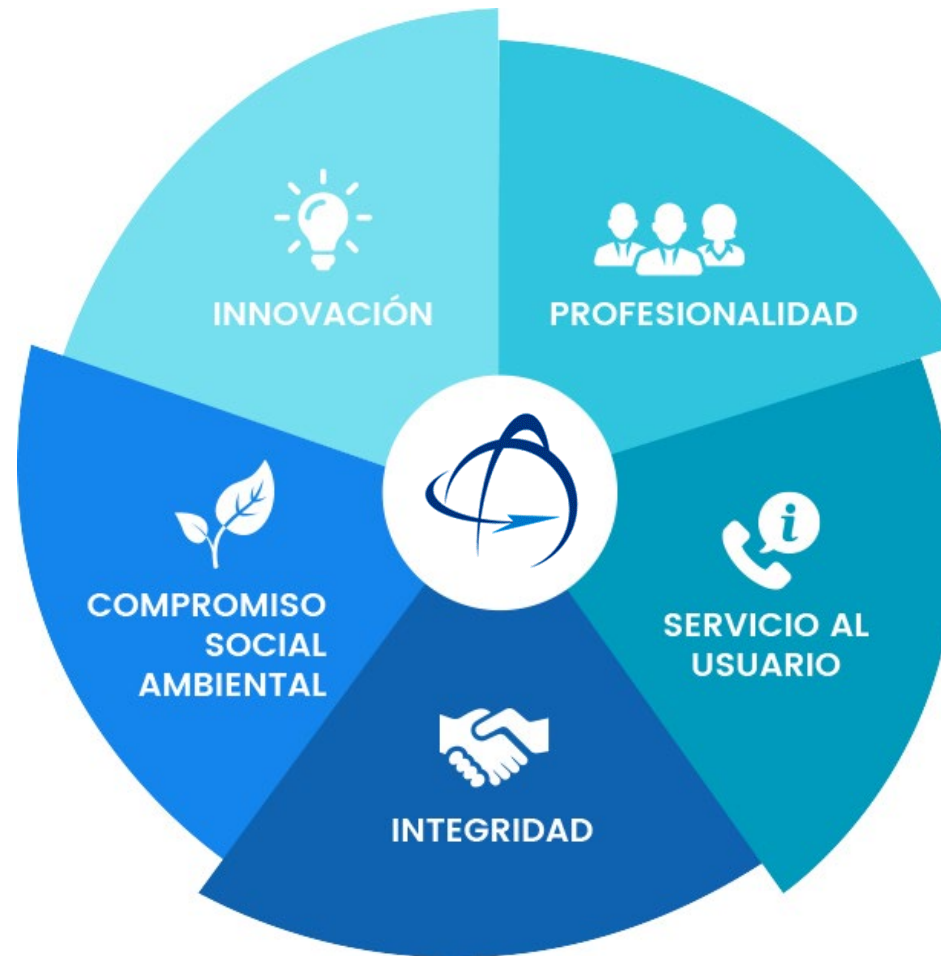 INNOVACIÓN
PROFESIONALIDAD
COMPROMISO
SOCIAL
AMBIENTAL
SERVICIO AL
USUARIO
INTEGRIDAD